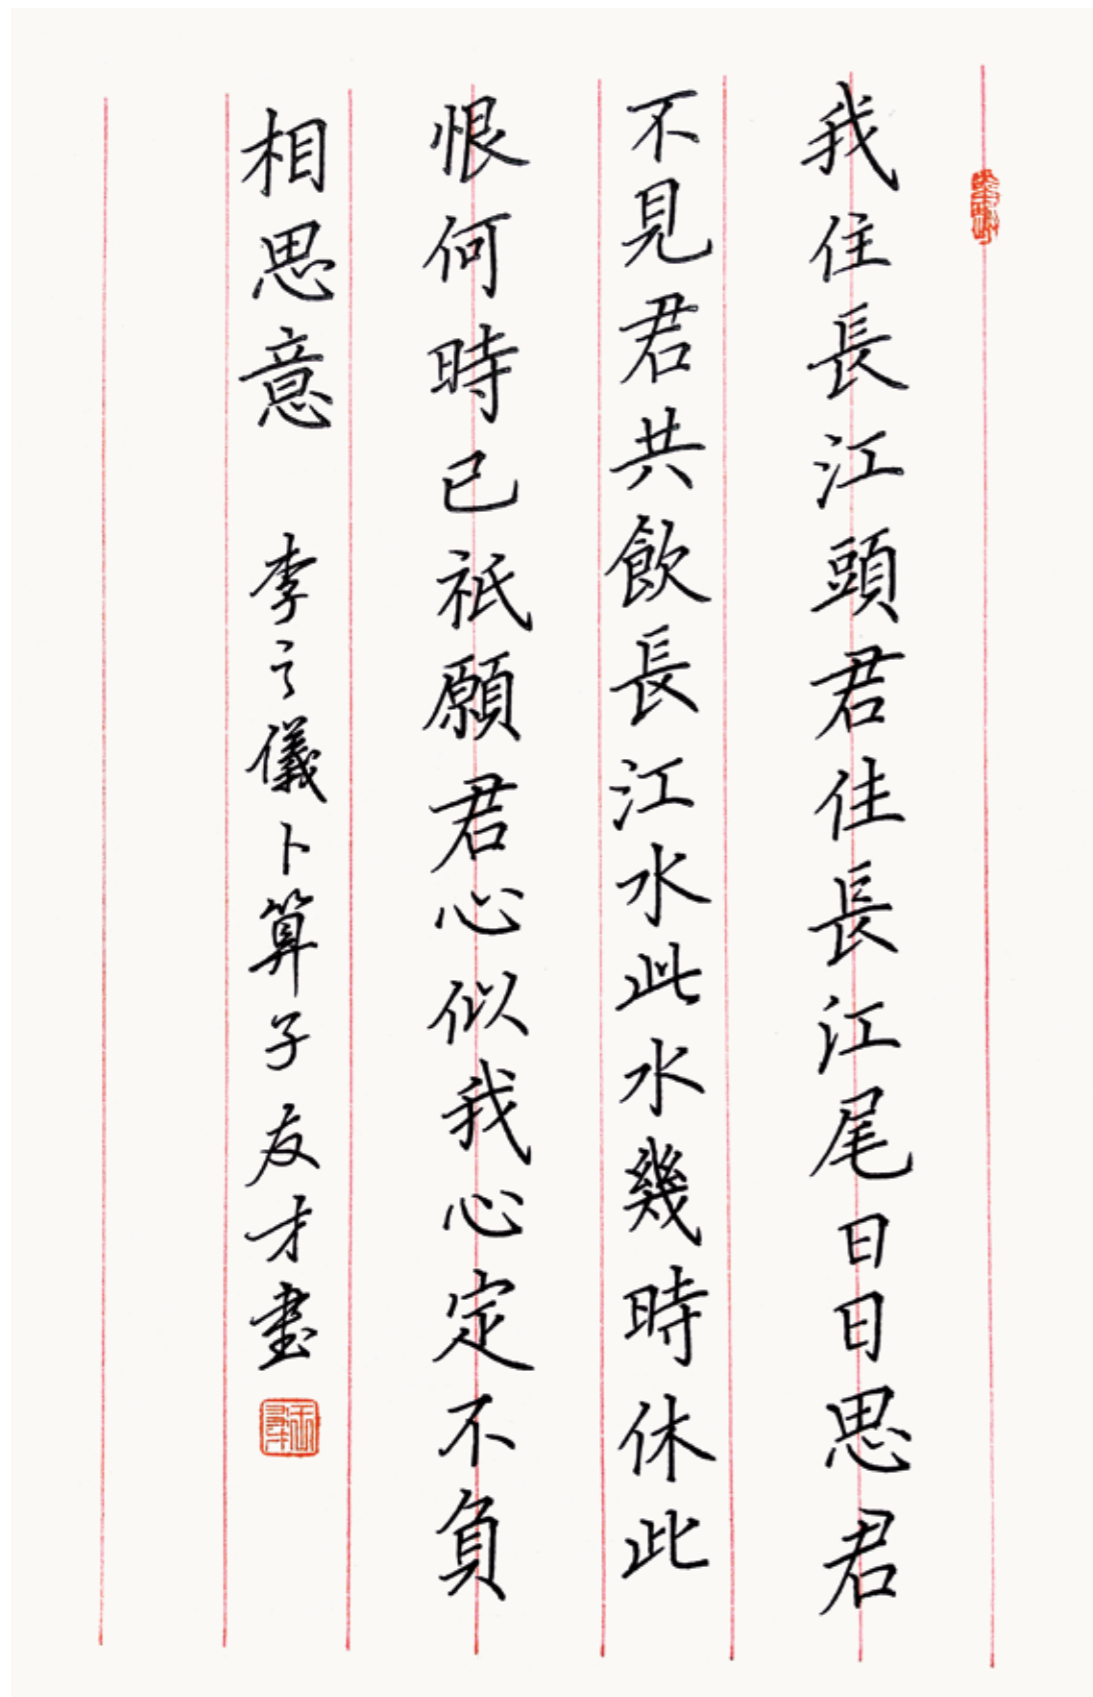 我住長江頭君住長江尾日日思君
不見君共飲長江水此水幾時休此
恨何時已祇願君心似我心定不負
相思意 李之儀卜算子 友才書